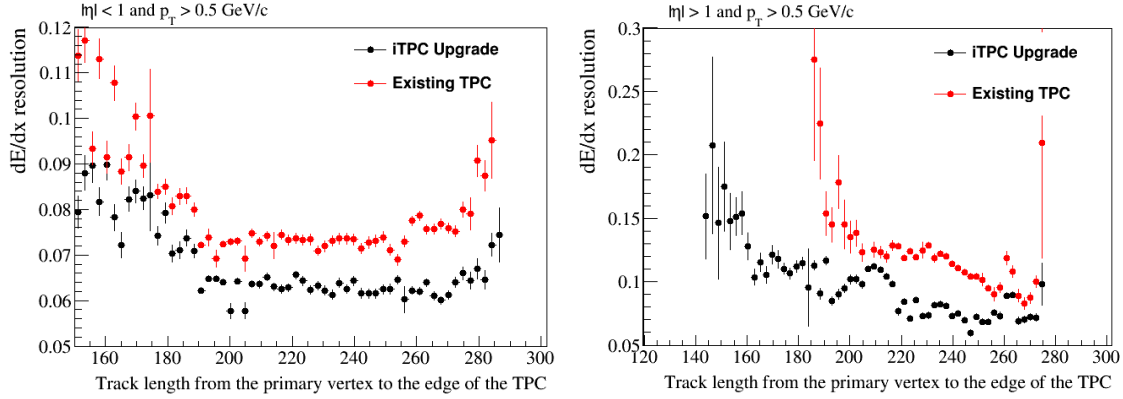 |η| < 1 and p_T > 0.5 GeV/c
dE/dx resolution
0.12
0.11
0.1
0.09
0.08
0.07
0.06
0.05
iTPC Upgrade
Existing TPC
160 180 200 220 240 260 280 300
Track length from the primary vertex to the edge of the TPC
|η| > 1 and p_T > 0.5 GeV/c
dE/dx resolution
0.3
0.25
0.2
0.15
0.1
0.05
iTPC Upgrade
Existing TPC
120 140 160 180 200 220 240 260 280 300
Track length from the primary vertex to the edge of the TPC